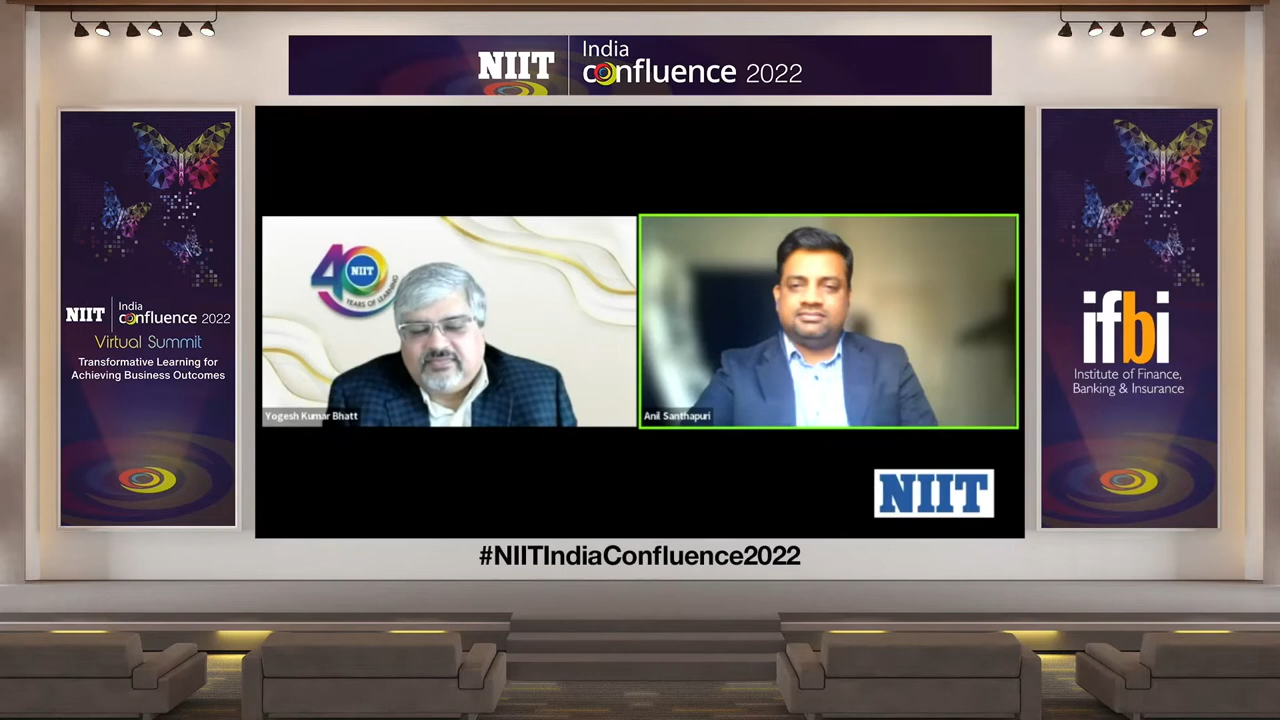 NIIT India confluence 2022
NIIT India confluence 2022
Virtual Summit
Transformative Learning for
Achieving Business Outcomes
40 NIIT
YEARS OF LEARNING
Yogesh Kumar Bhatt
Anil Santhapuri
NIIT
ifbi
Institute of Finance,
Banking & Insurance
#NIITIndiaConfluence2022